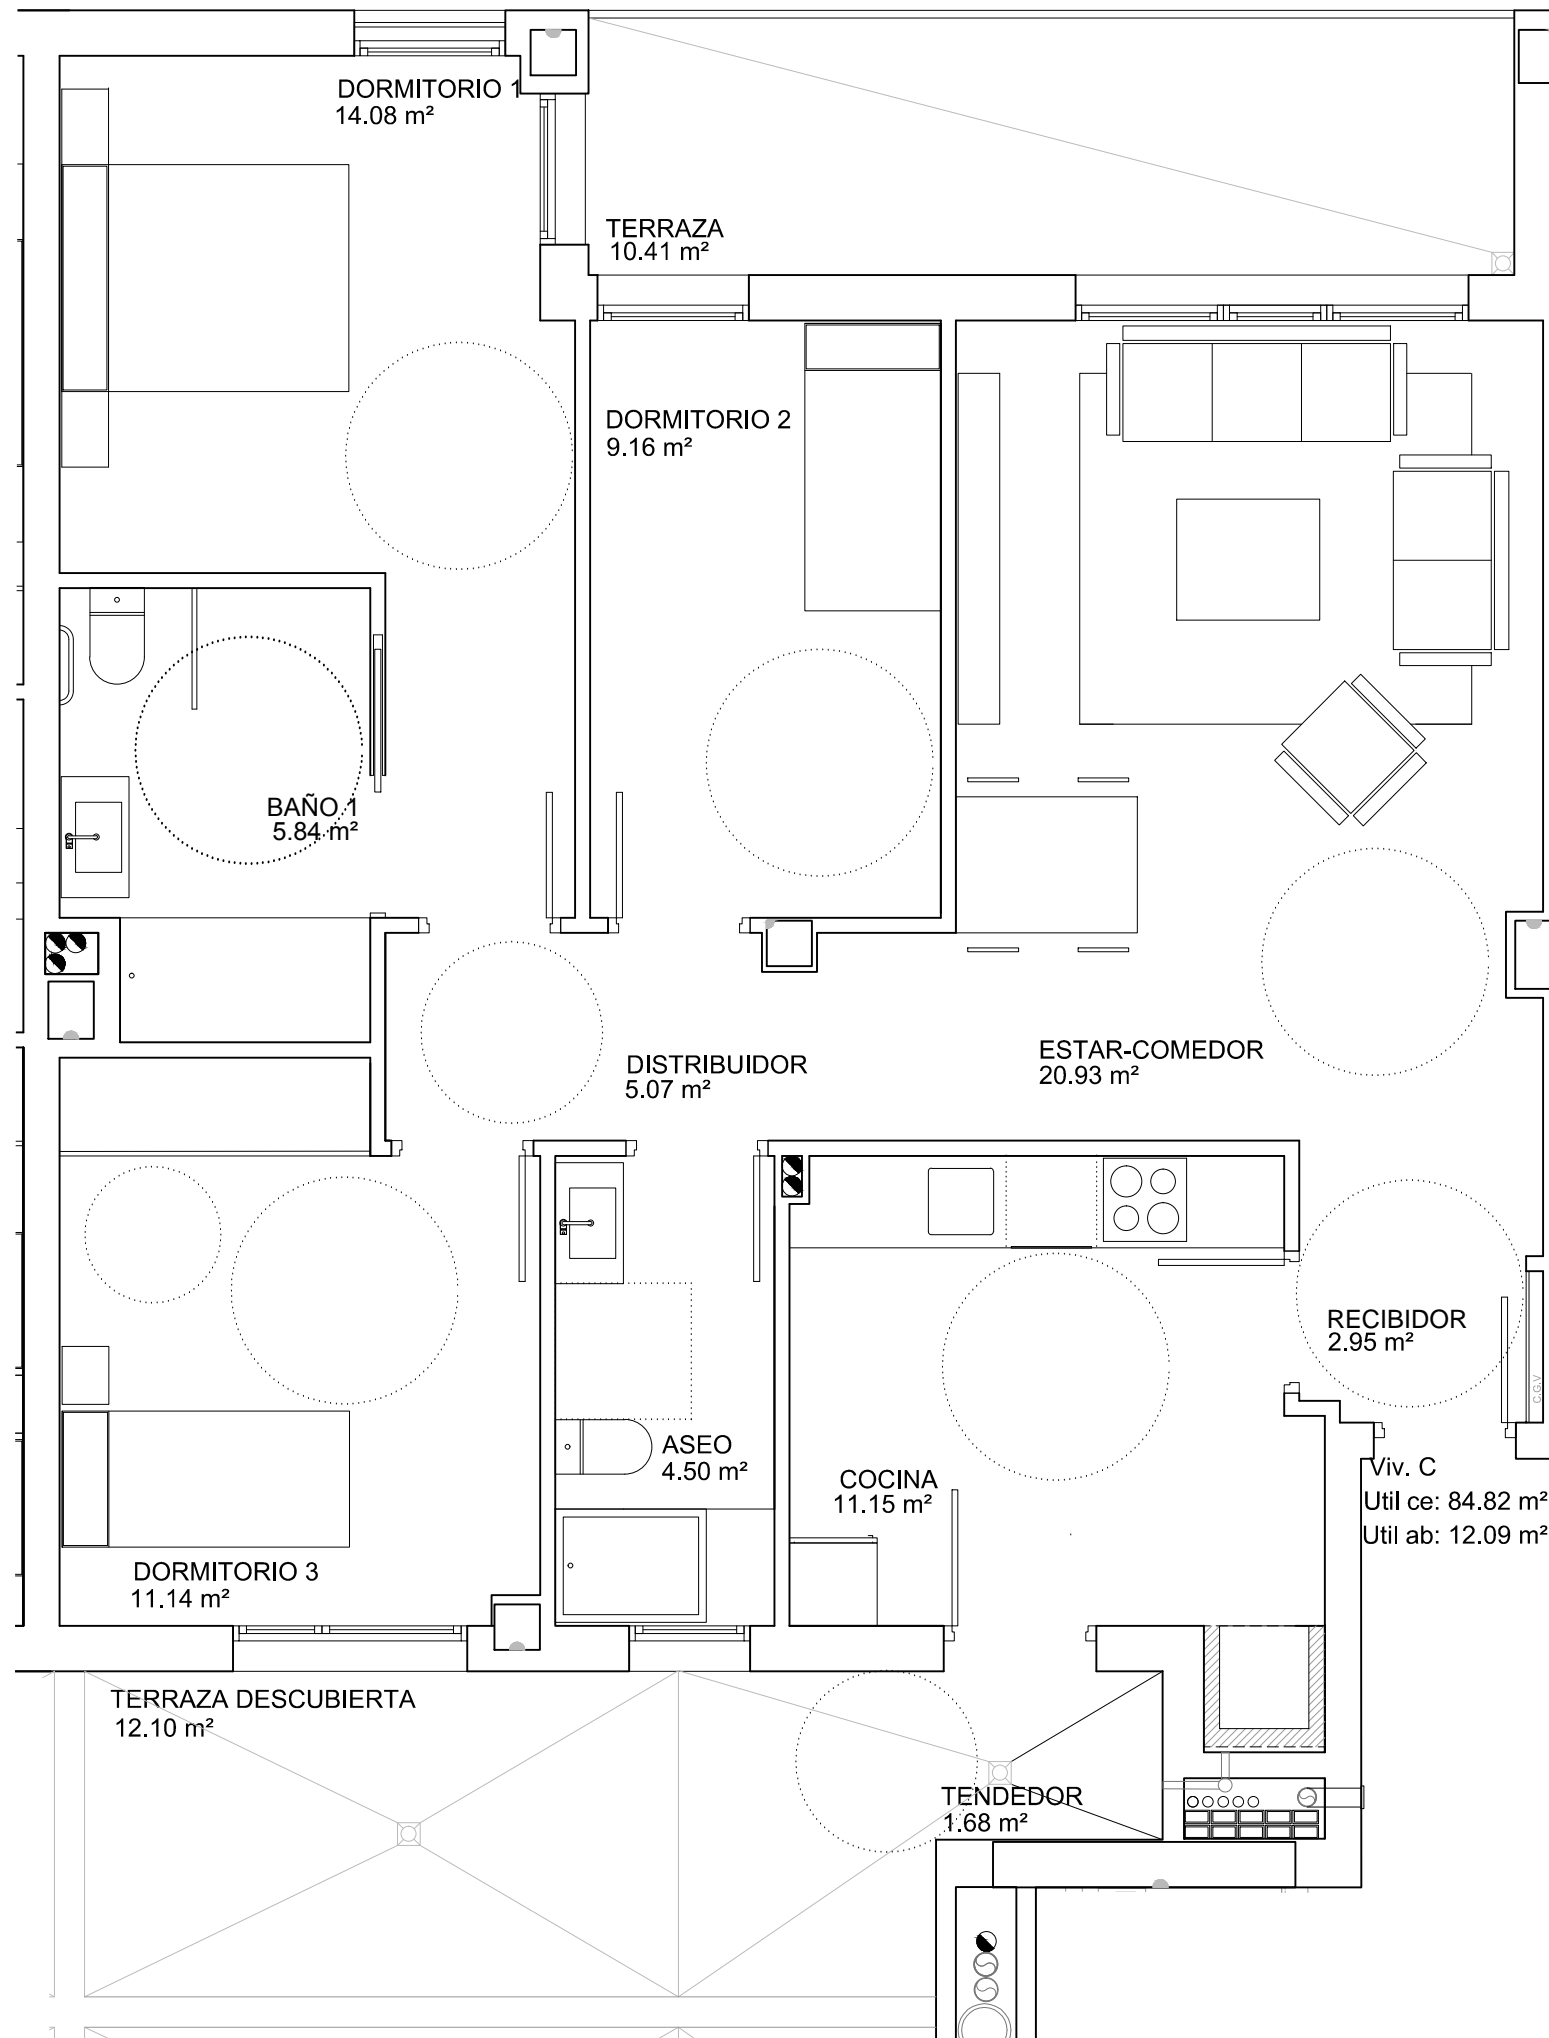 DORMITORIO 1
14.08 m²
TERRAZA
10.41 m²
DORMITORIO 2
9.16 m²
BAÑO 1
5.84 m²
DISTRIBUIDOR
5.07 m²
ESTAR-COMEDOR
20.93 m²
RECIBIDOR
2.95 m²
C.G.V
ASEO
4.50 m²
COCINA
11.15 m²
Viv. C
Util ce: 84.82 m²
Util ab: 12.09 m²
DORMITORIO 3
11.14 m²
TERRAZA DESCUBIERTA
12.10 m²
TENDEDOR
1.68 m²